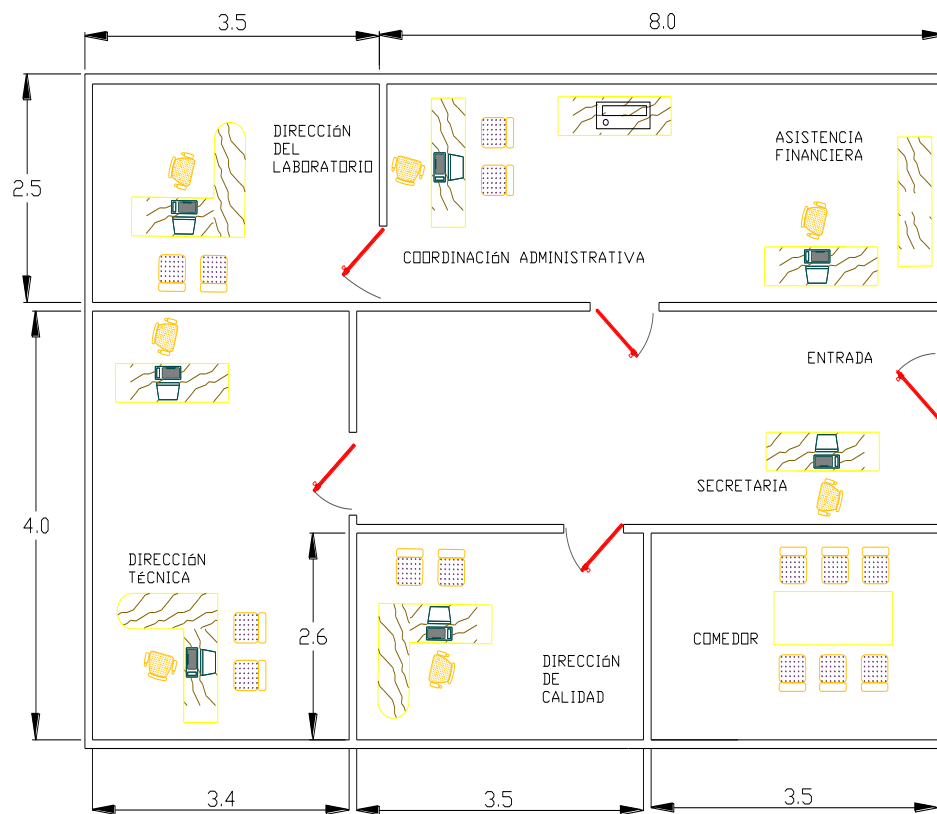 3.5
8.0
DIRECCIóN
DEL
LABORATORIO
ASISTENCIA
FINANCIERA
2.5
COORDINACIóN ADMINISTRATIVA
ENTRADA
SECRETARIA
4.0
DIRECCIóN
TéCNICA
2.6
COMEDOR
DIRECCIóN
DE
CALIDAD
3.4
3.5
3.5